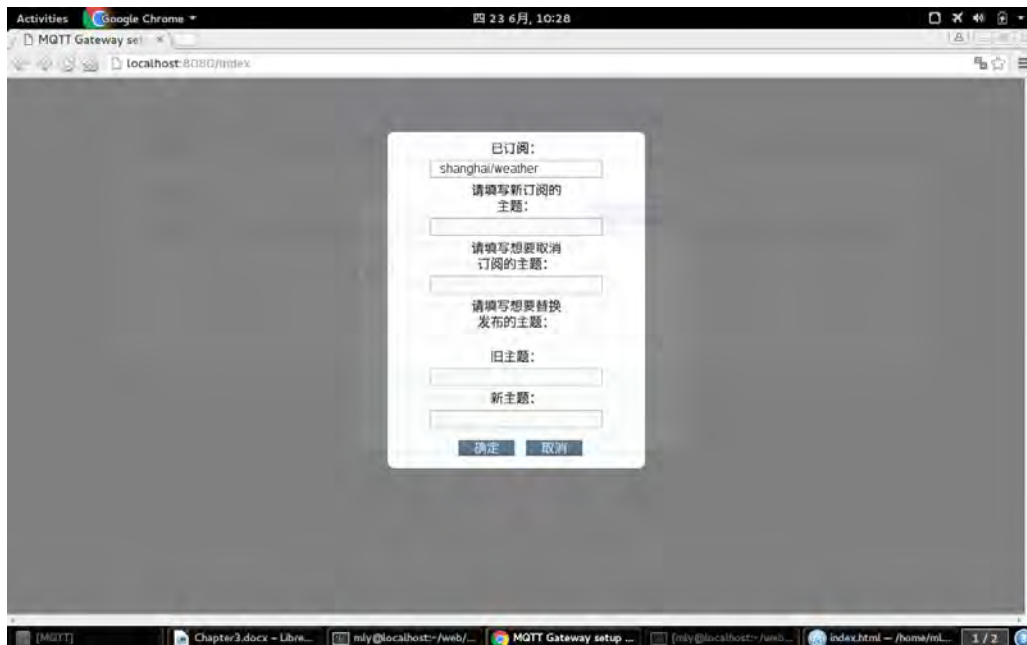 Activities Google Chrome 四 23 6月, 10:28
MQTT Gateway set
localhost:8080/index
已订阅：
shanghai/weather
请填写新订阅的
主题：
请填写想要取消
订阅的主题：
请填写想要替换
发布的主题：
旧主题：
新主题：
确定 取消
[MQTT] Chapter3.docx – Libre... mly@localhost:~/web/... MQTT Gateway setup ... [mly@localhost:~/web... index.html — /home/ml... 1 / 2